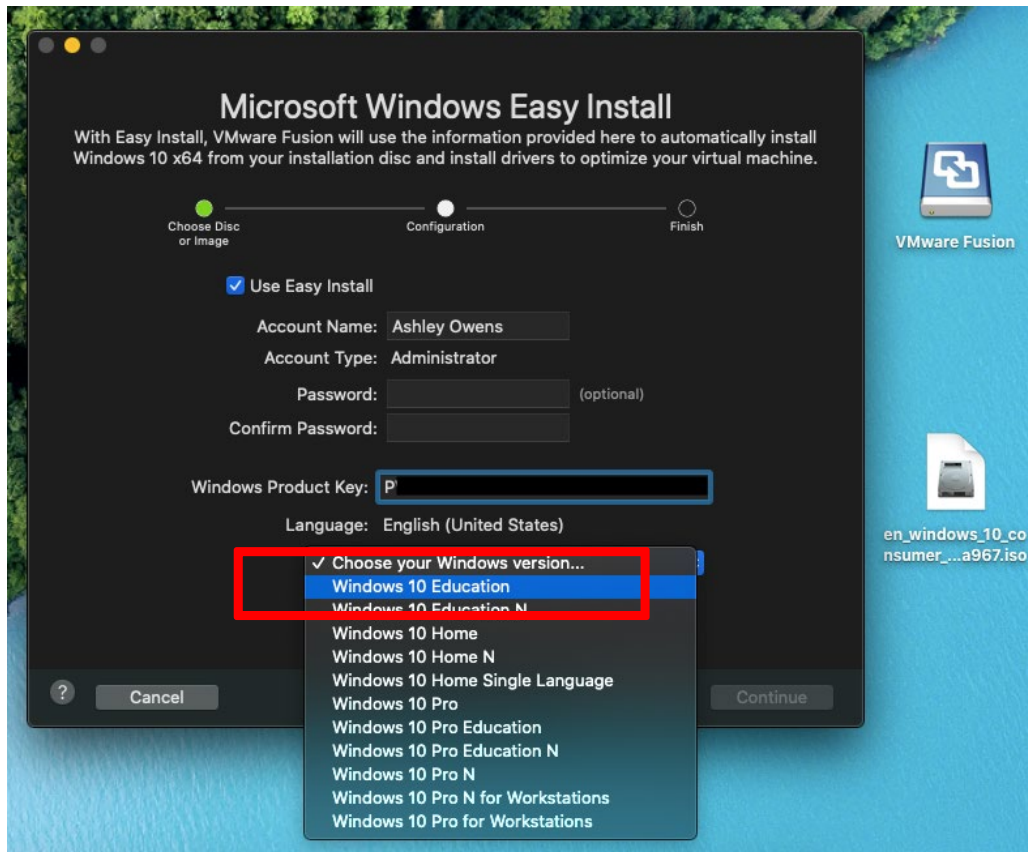 Microsoft Windows Easy Install
With Easy Install, VMware Fusion will use the information provided here to automatically install
Windows 10 x64 from your installation disc and install drivers to optimize your virtual machine.
Choose Disc
or Image
Configuration
Finish
Use Easy Install
Account Name: Ashley Owens
Account Type: Administrator
Password: (optional)
Confirm Password:
Windows Product Key: P
Language: English (United States)
✓ Choose your Windows version...
Windows 10 Education
Windows 10 Education N
Windows 10 Home
Windows 10 Home N
Windows 10 Home Single Language
Windows 10 Pro
Windows 10 Pro Education
Windows 10 Pro Education N
Windows 10 Pro N
Windows 10 Pro N for Workstations
Windows 10 Pro for Workstations
?
Cancel
Continue
VMware Fusion
en_windows_10_co
nsumer_...a967.iso